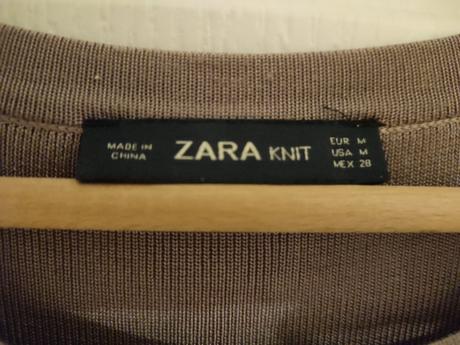 MADE IN
CHINA
ZARA KNIT
EUR M
USA M
MEX 28